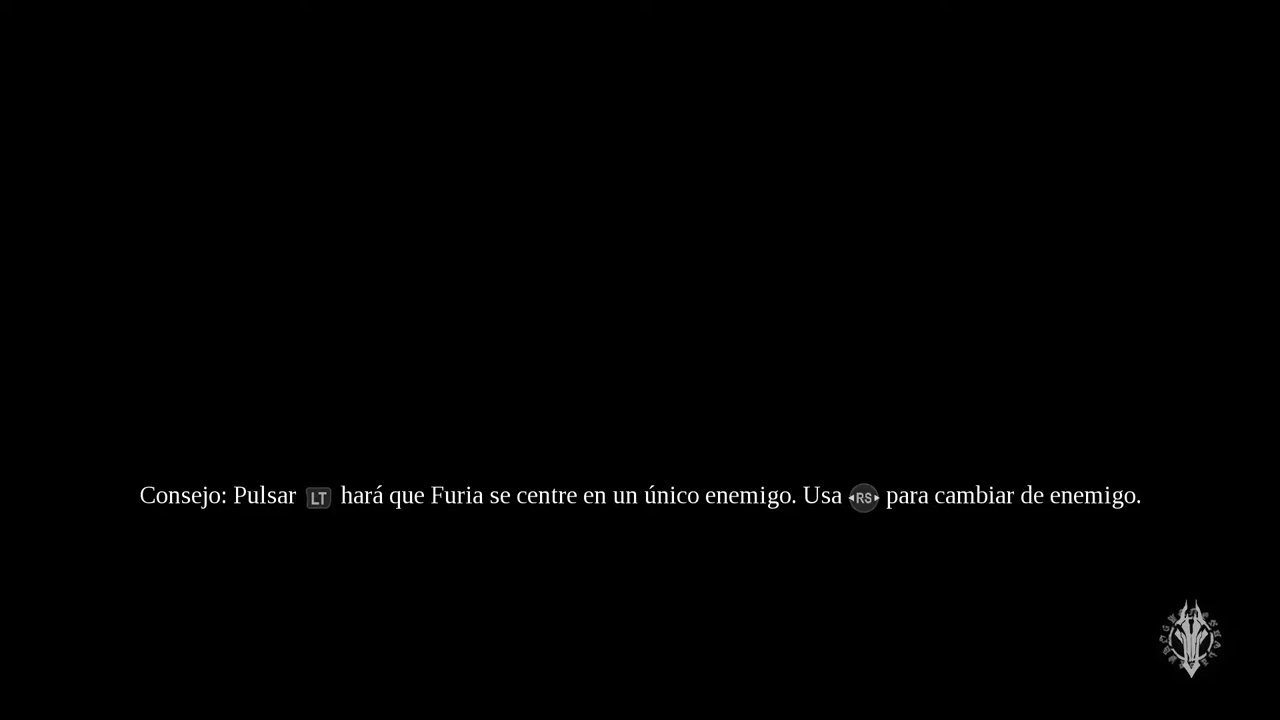 Consejo: Pulsar LT hará que Furia se centre en un único enemigo. Usa RS para cambiar de enemigo.